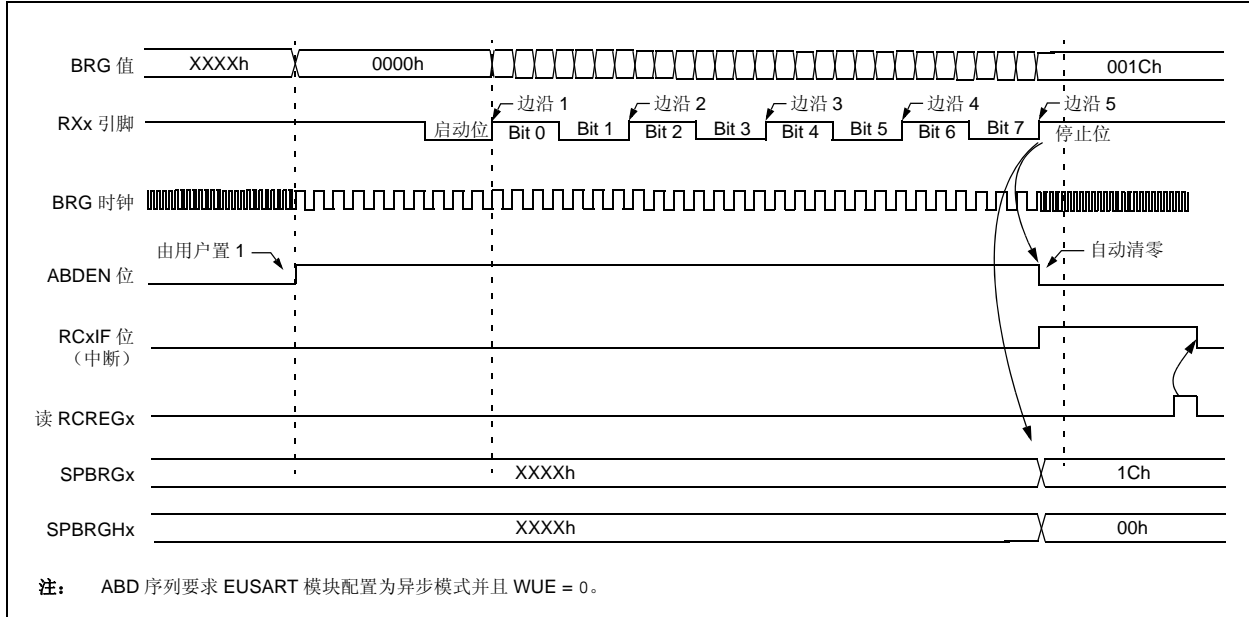 BRG 值 XXXXh 0000h 001Ch
边沿 1 边沿 2 边沿 3 边沿 4 边沿 5
RXx 引脚 启动位 Bit 0 Bit 1 Bit 2 Bit 3 Bit 4 Bit 5 Bit 6 Bit 7 停止位
BRG 时钟
由用户置 1 自动清零
ABDEN 位
RCxIF 位
（中断）
读 RCREGx
SPBRGx XXXXh 1Ch
SPBRGHx XXXXh 00h
注： ABD 序列要求 EUSART 模块配置为异步模式并且 WUE = 0。